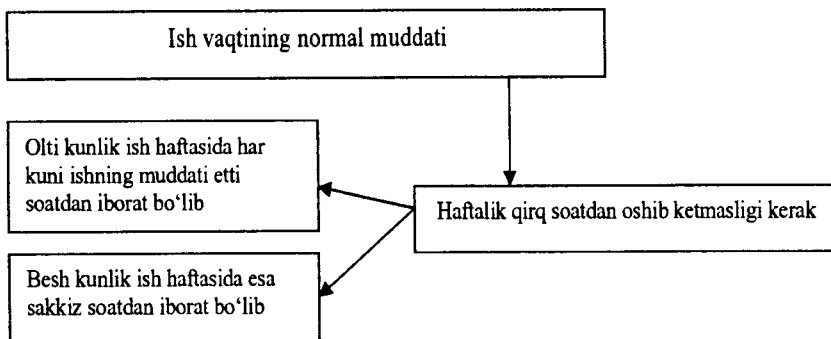 Ish vaqtining normal muddati
Olti kunlik ish haftasida har
kuni ishning muddati etti
soatdan iborat bo‘lib
Haftalik qirq soatdan oshib ketmasligi kerak
Besh kunlik ish haftasida esa
sakkiz soatdan iborat bo‘lib